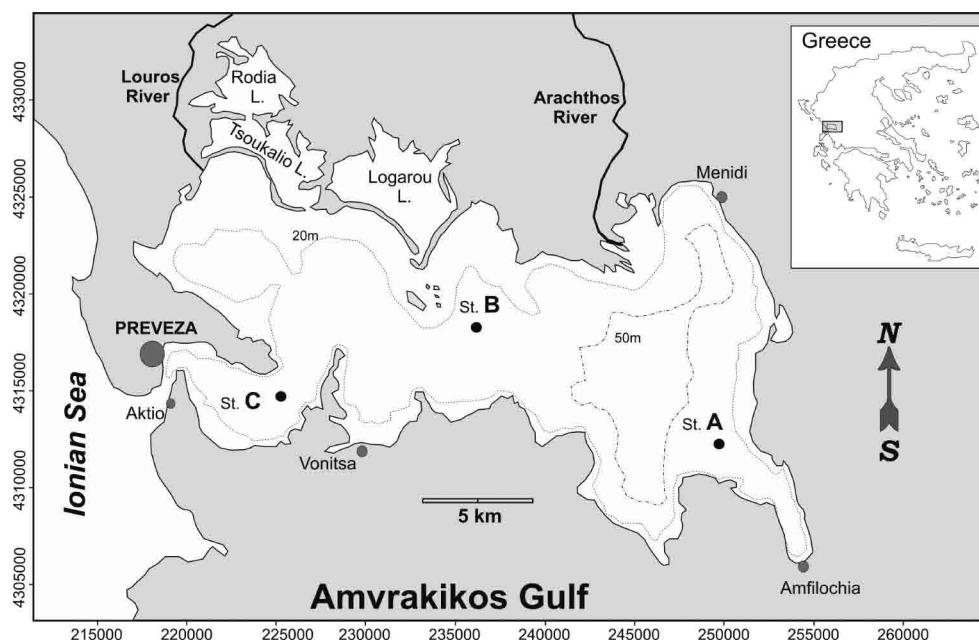 Greece
Louros
River
Rodia
L.
Tsoukalio L.
Logarou
L.
Arachthos
River
Menidi
20m
St. B
50m
PREVEZA
St. C
Aktio
Vonitsa
St. A
N
S
5 km
Ionian Sea
Amfilochia
Amvrakikos Gulf
4330000
4325000
4320000
4315000
4310000
4305000
215000 220000 225000 230000 235000 240000 245000 250000 255000 260000